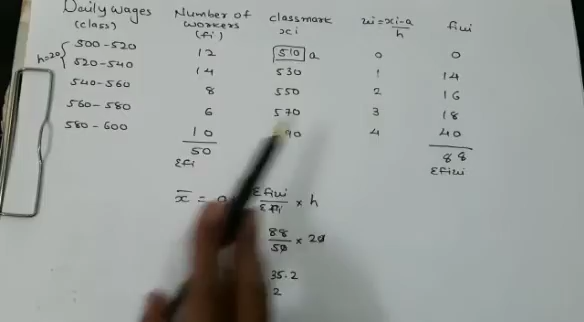 Daily wages Number of classmark ui = xi-a/h fiui
(class) workers xi
(fi)
h=20 500-520 12 510 a 0 0
520-540 14 530 1 14
540-560 8 550 2 16
560-580 6 570 3 18
580-600 10 90 4 40
50 88
Σfi Σfiui
x̄ = Σfiui/Σfi × h
88/50 × 20
35.2
2